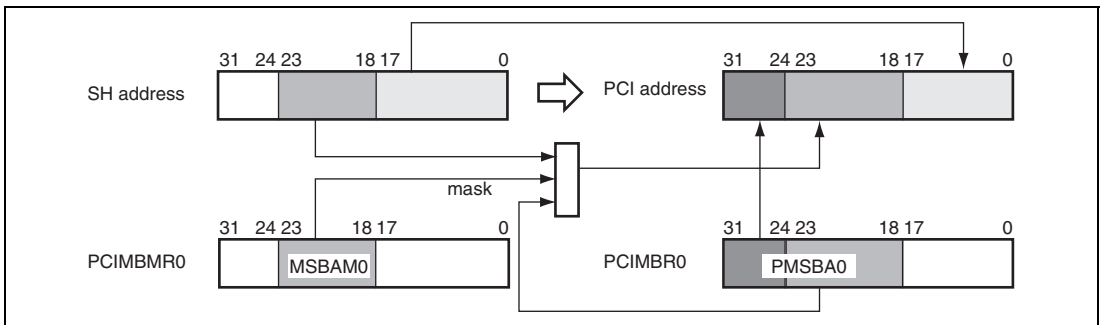 31 24 23 18 17 0
31 24 23 18 17 0
SH address
PCI address
mask
31 24 23 18 17 0
31 24 23 18 17 0
PCIMBMR0
MSBAM0
PCIMBR0
PMSBA0